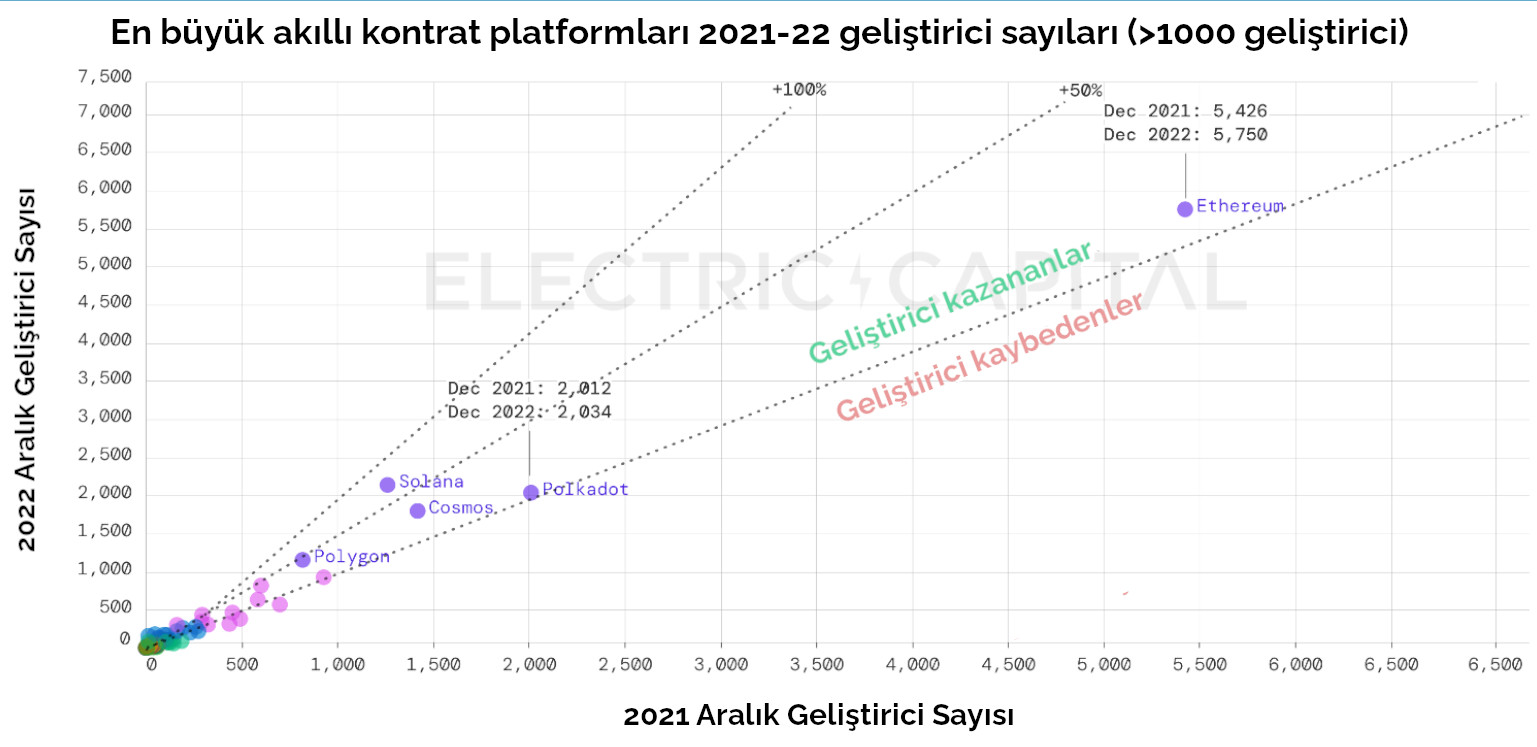 En büyük akıllı kontrat platformları 2021-22 geliştirici sayıları (>1000 geliştirici)
2022 Aralık Geliştirici Sayısı
7,500
7,000
6,500
6,000
5,500
5,000
4,500
4,000
3,500
3,000
2,500
2,000
1,500
1,000
500
0
+100%
+50%
Dec 2021: 5,426
Dec 2022: 5,750
Ethereum
ELECTRIC CAPITAL
Geliştirici kazananlar
Geliştirici kaybedenler
Dec 2021: 2,012
Dec 2022: 2,034
Solana
Polkadot
Cosmos
Polygon
0 500 1,000 1,500 2,000 2,500 3,000 3,500 4,000 4,500 5,000 5,500 6,000 6,500 6,500
2021 Aralık Geliştirici Sayısı